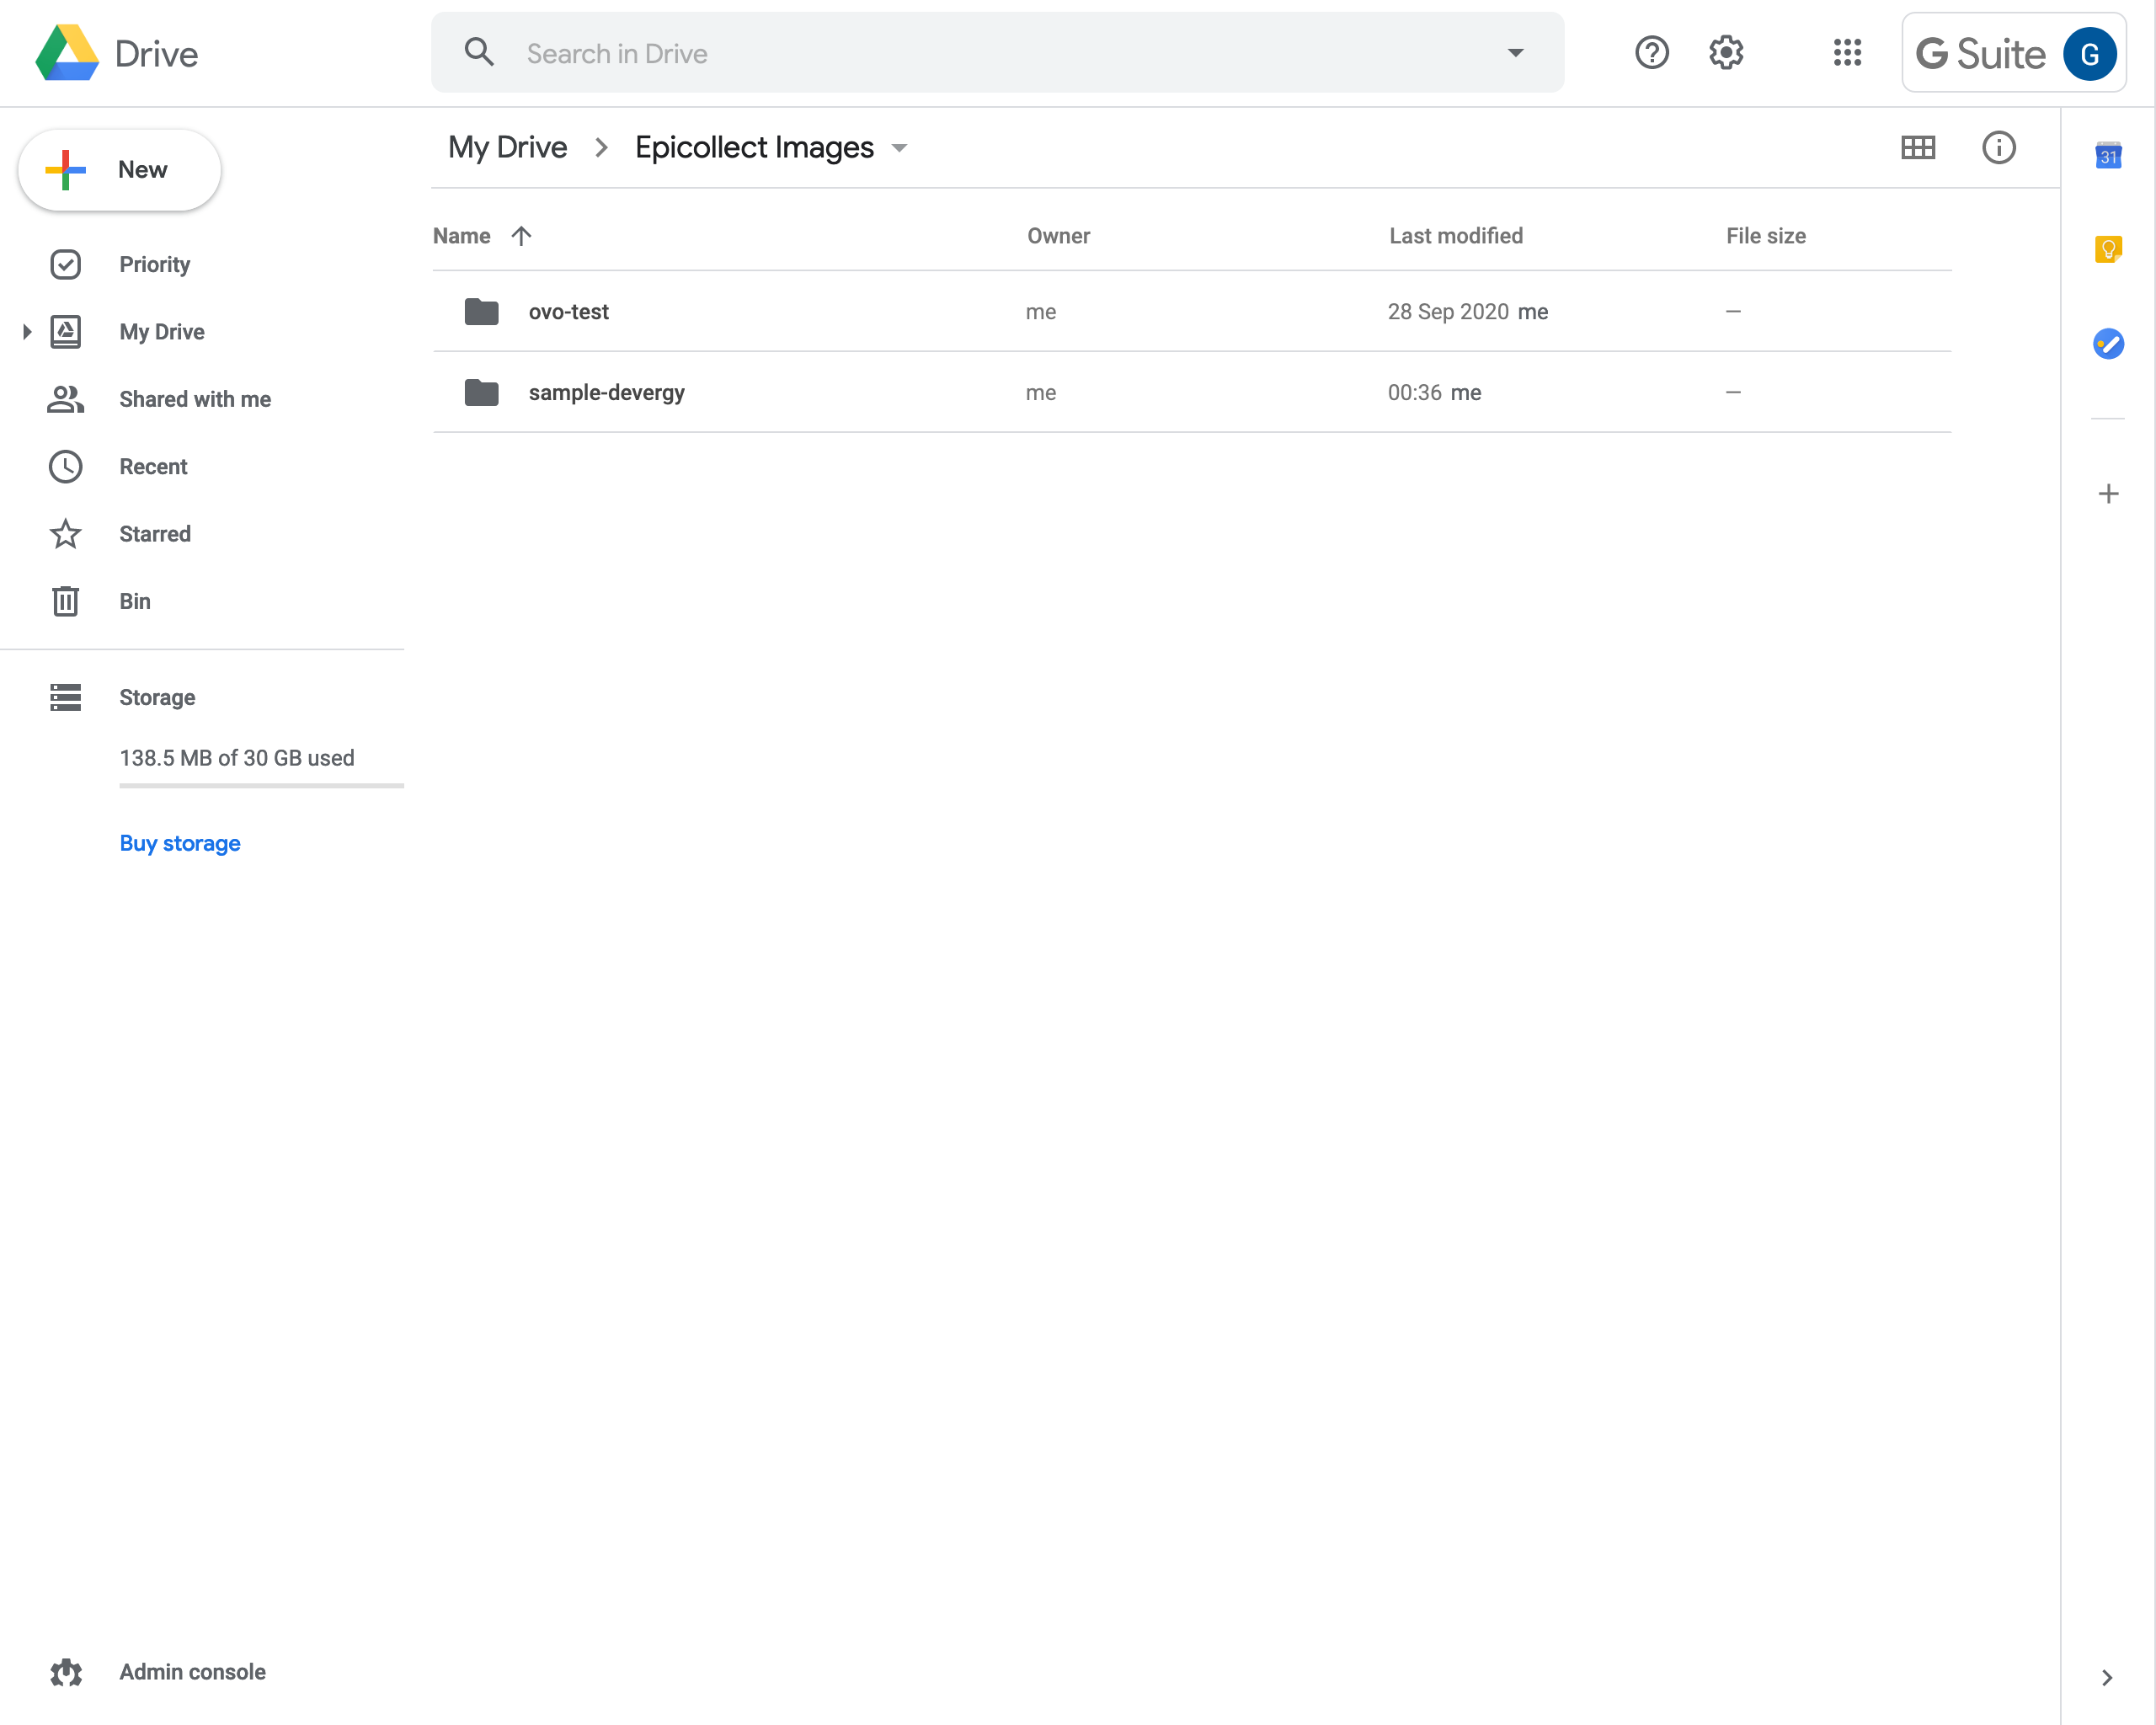 Drive
Search in Drive
G Suite G
New
My Drive Epicollect Images
31
Name Owner Last modified File size
Priority
ovo-test me 28 Sep 2020 me –
My Drive
sample-devergy me 00:36 me –
Shared with me
Recent
Starred
Bin
Storage
138.5 MB of 30 GB used
Buy storage
Admin console